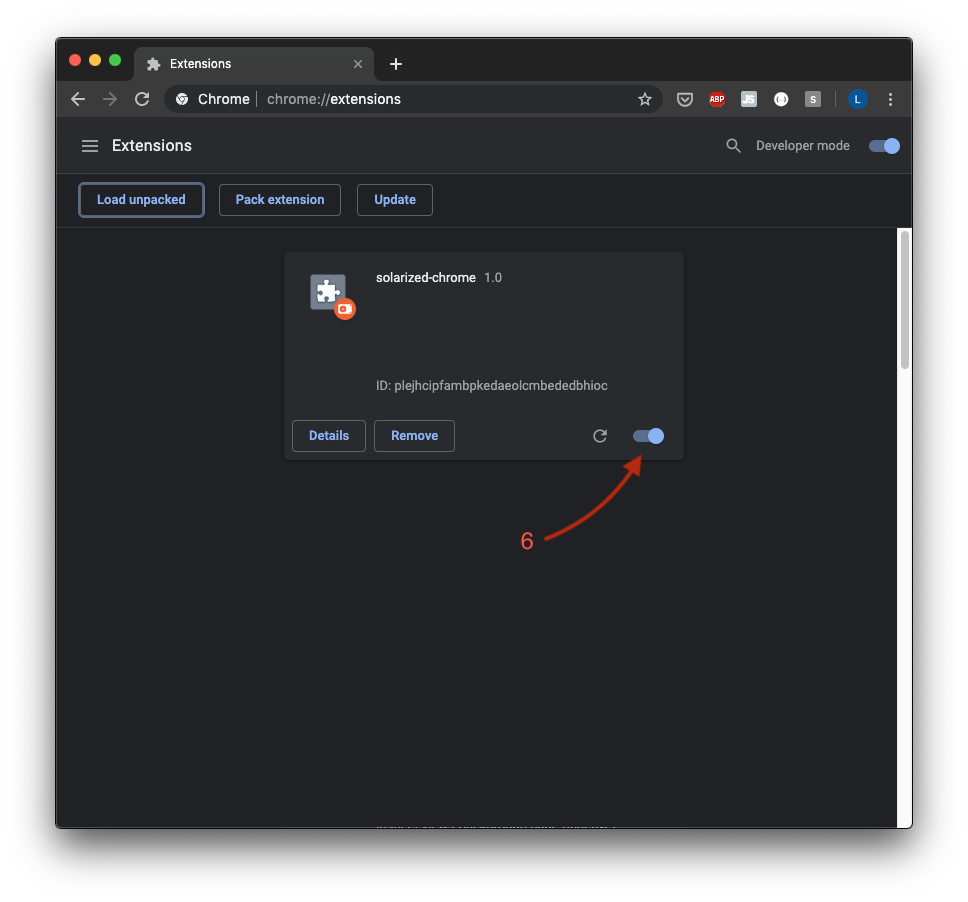 Extensions
Chrome chrome://extensions ABP JS S L
Extensions Developer mode
Load unpacked Pack extension Update
solarized-chrome 1.0
ID: plejhcipfambpkedaeolcmbededbhioc
Details Remove
6